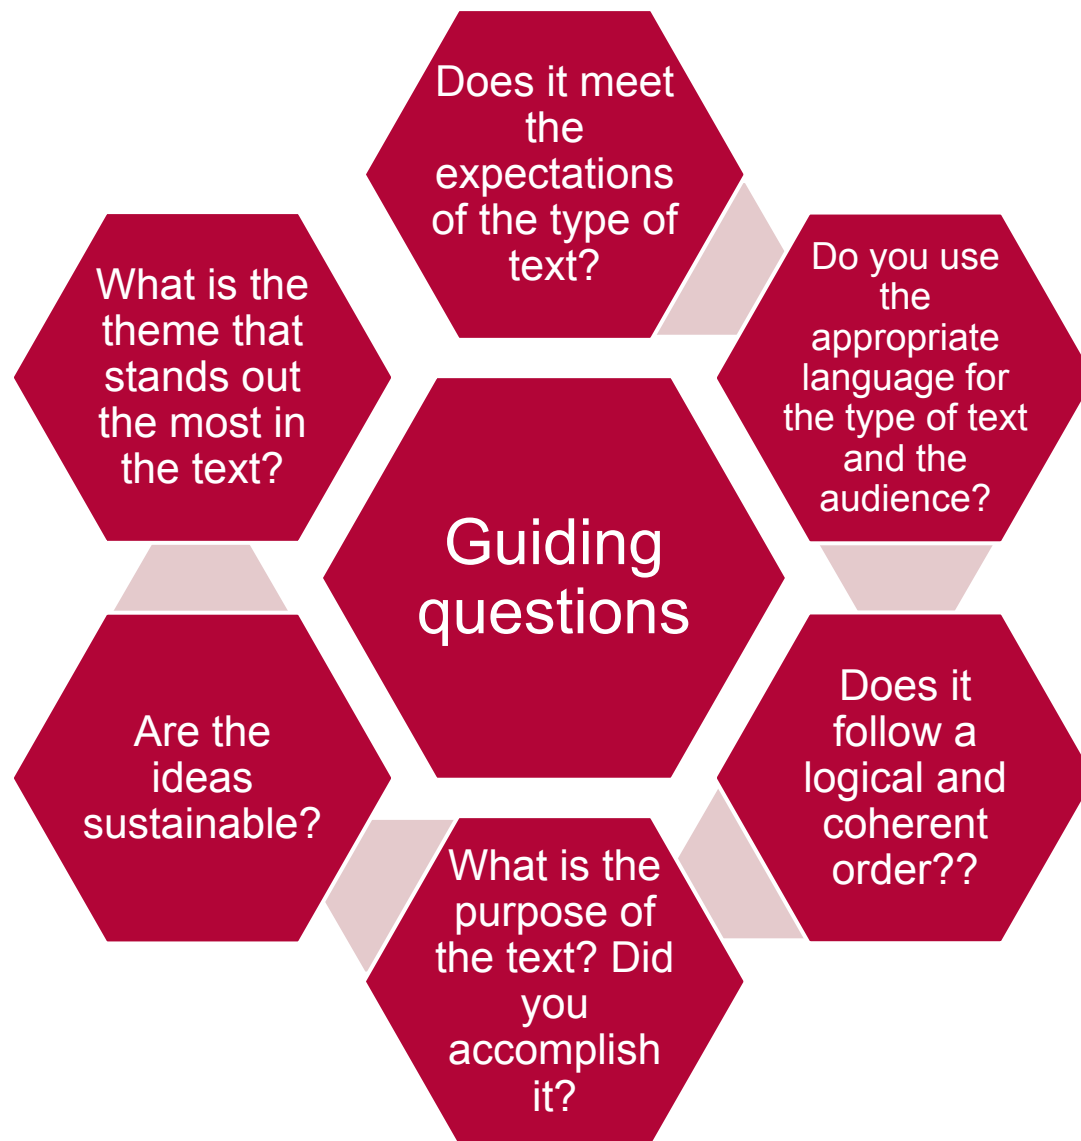 Does it meet
the
expectations
of the type of
text?
Do you use
the
appropriate
language for
the type of text
and the
audience?
Does it
follow a
logical and
coherent
order??
What is the
purpose of
the text? Did
you
accomplish
it?
Are the
ideas
sustainable?
What is the
theme that
stands out
the most in
the text?
Guiding
questions